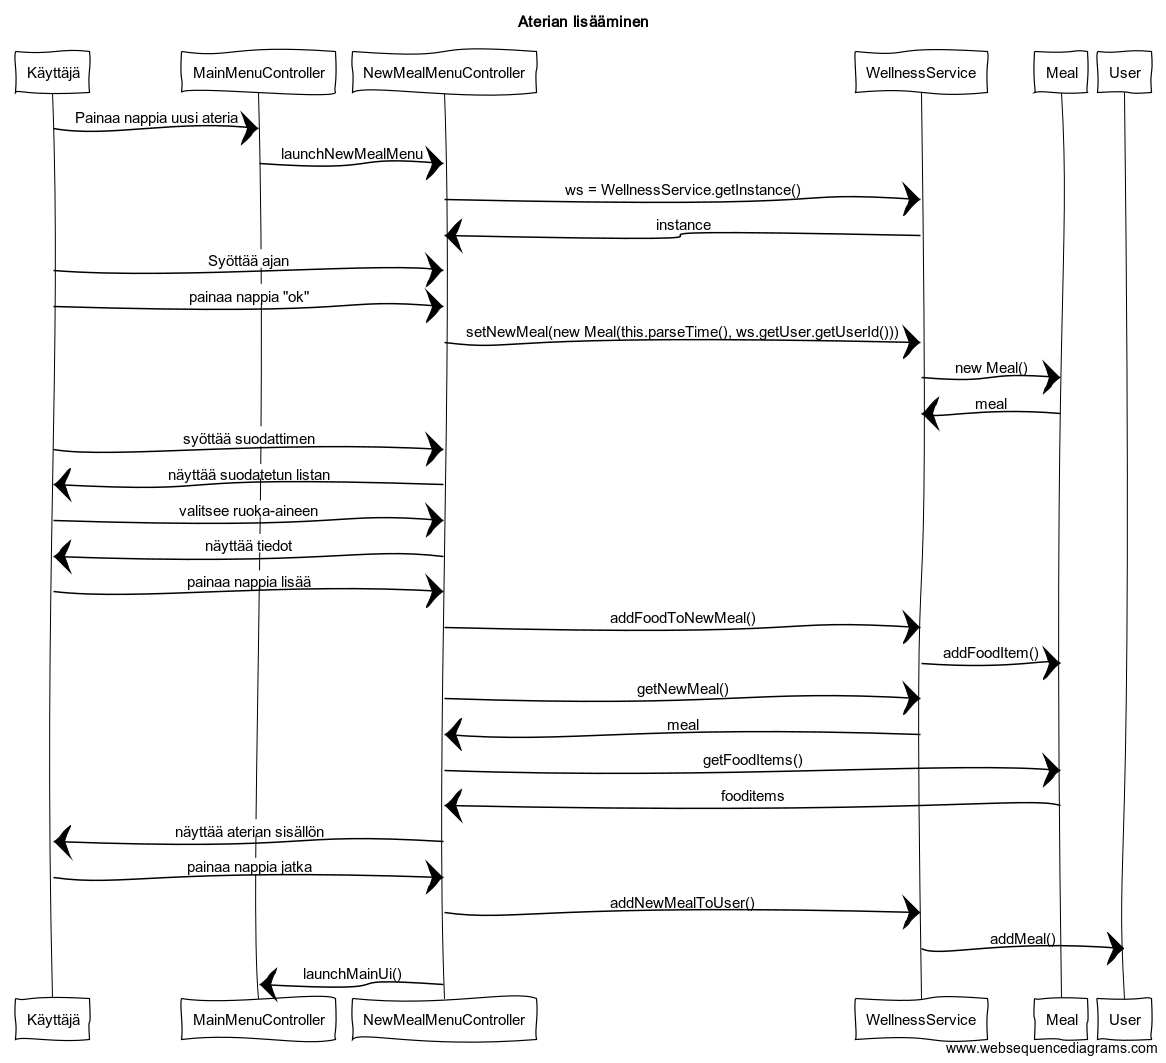 Aterian lisääminen
Käyttäjä
MainMenuController
NewMealMenuController
WellnessService
Meal
User
Painaa nappia uusi ateria
launchNewMealMenu
ws = WellnessService.getInstance()
instance
Syöttää ajan
painaa nappia "ok"
setNewMeal(new Meal(this.parseTime(), ws.getUser.getUserId()))
new Meal()
meal
syöttää suodattimen
näyttää suodatetun listan
valitsee ruoka-aineen
näyttää tiedot
painaa nappia lisää
addFoodToNewMeal()
addFoodItem()
getNewMeal()
meal
getFoodItems()
fooditems
näyttää aterian sisällön
painaa nappia jatka
addNewMealToUser()
addMeal()
launchMainUi()
Käyttäjä
MainMenuController
NewMealMenuController
WellnessService
Meal
User
www.websequencediagrams.com